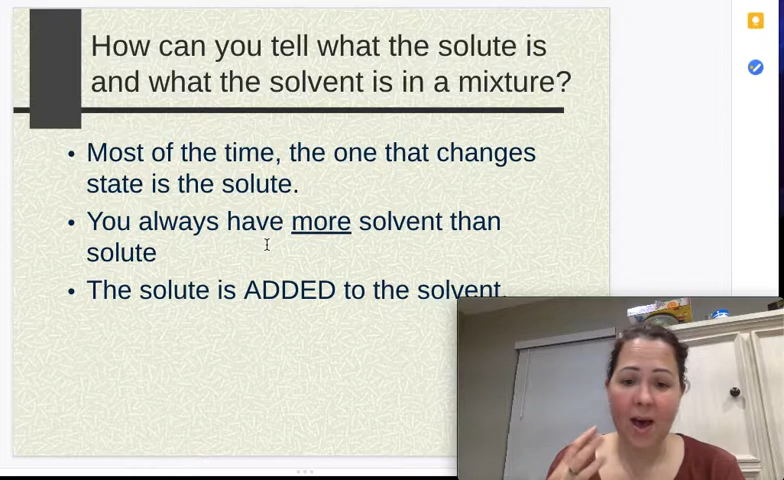 How can you tell what the solute is
and what the solvent is in a mixture?
• Most of the time, the one that changes
state is the solute.
• You always have more solvent than
solute
• The solute is ADDED to the solvent.